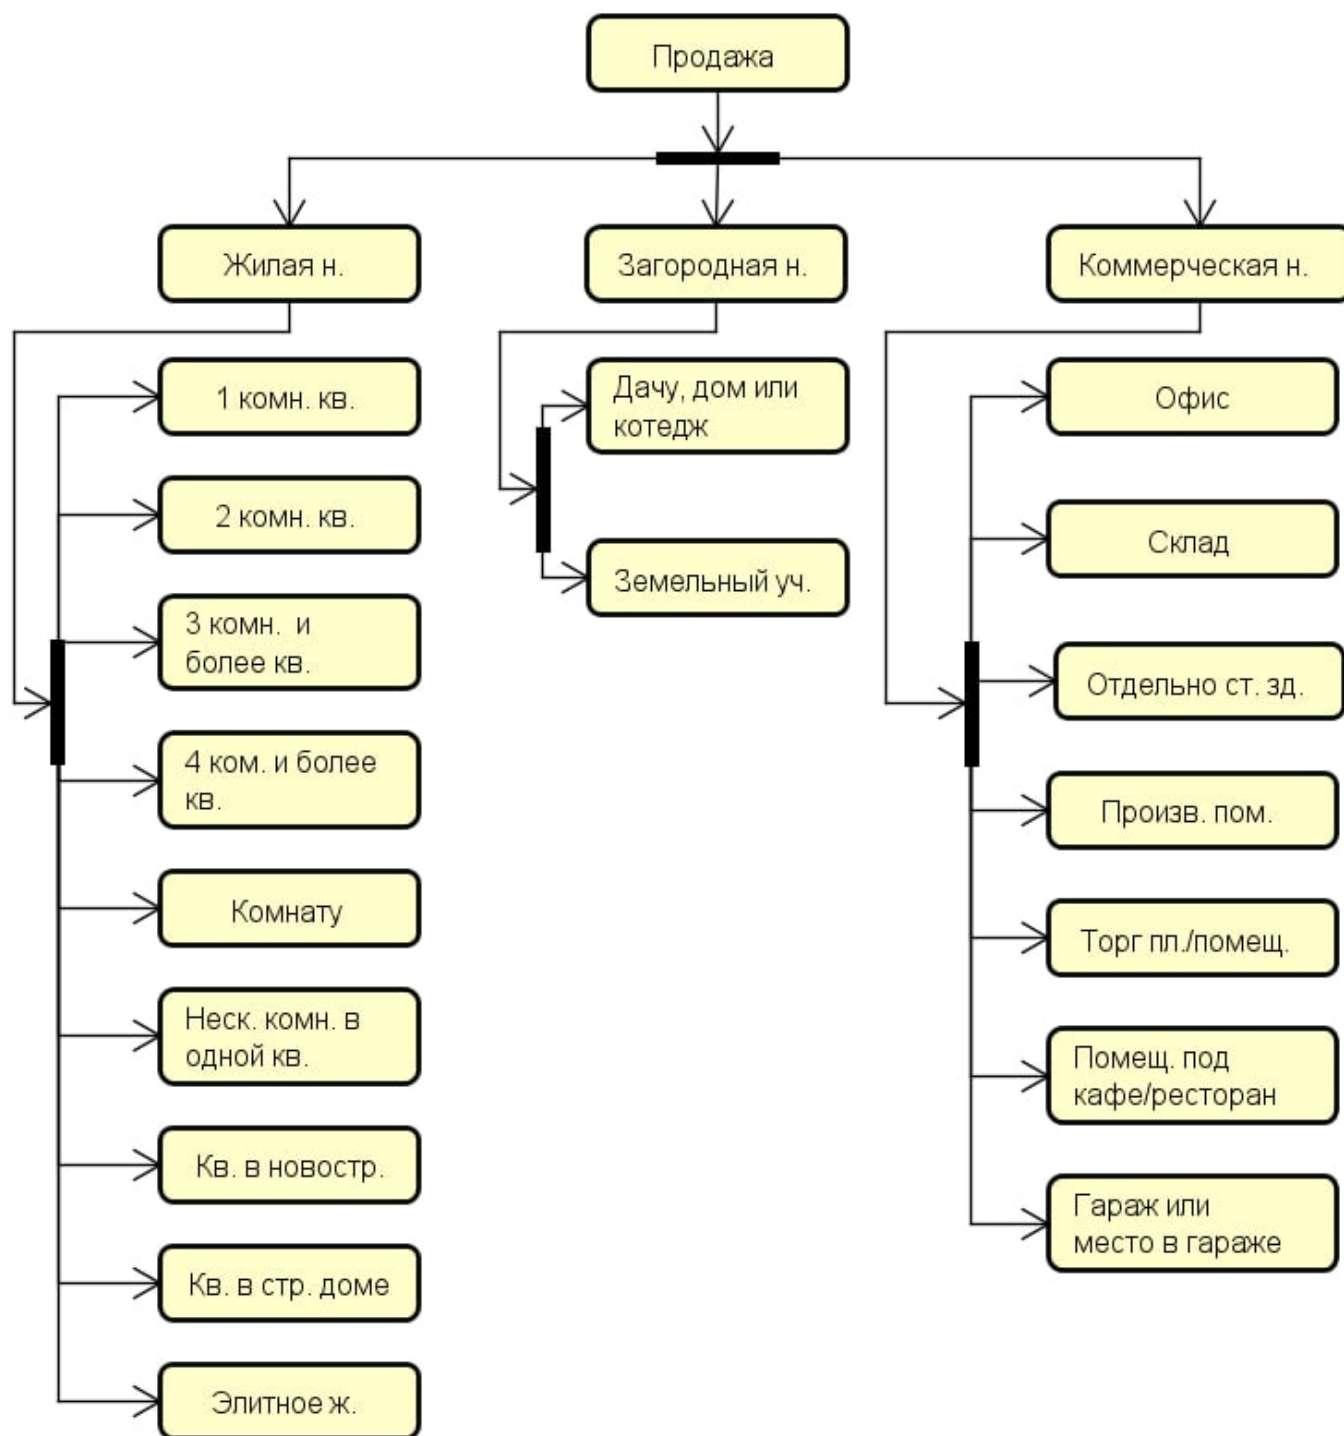 Продажа
Жилая н.
Загородная н.
Коммерческая н.
1 комн. кв.
2 комн. кв.
3 комн. и
более кв.
4 ком. и более
кв.
Комнату
Неск. комн. в
одной кв.
Кв. в новостр.
Кв. в стр. доме
Элитное ж.
Дачу, дом или
котедж
Земельный уч.
Офис
Склад
Отдельно ст. зд.
Произв. пом.
Торг пл./помещ.
Помещ. под
кафе/ресторан
Гараж или
место в гараже